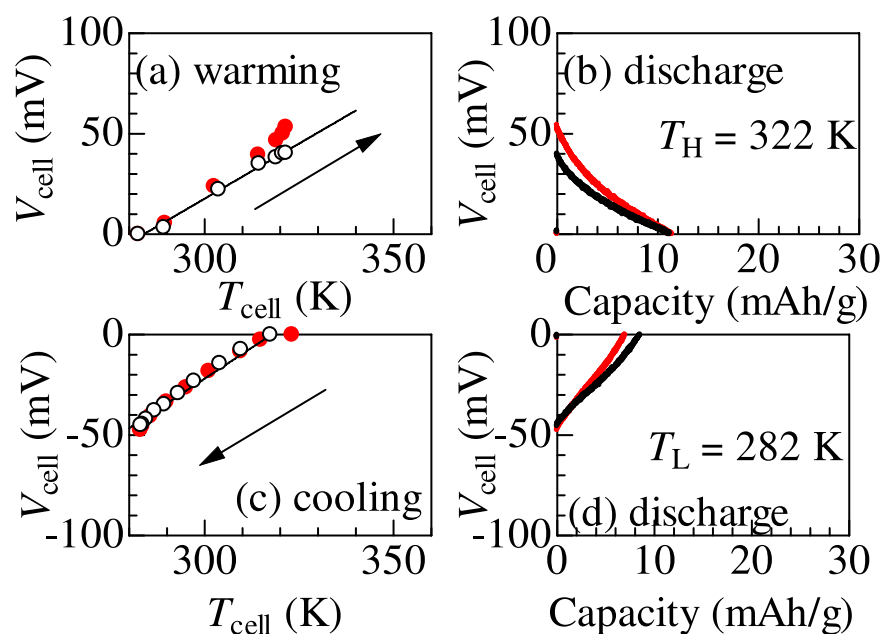 100
50
0
V_cell (mV)
(a) warming
300
350
T_cell (K)
100
50
0
V_cell (mV)
(b) discharge
T_H = 322 K
0
10
20
30
Capacity (mAh/g)
0
-50
-100
V_cell (mV)
(c) cooling
300
350
T_cell (K)
0
-50
-100
V_cell (mV)
T_L = 282 K
(d) discharge
0
10
20
30
Capacity (mAh/g)